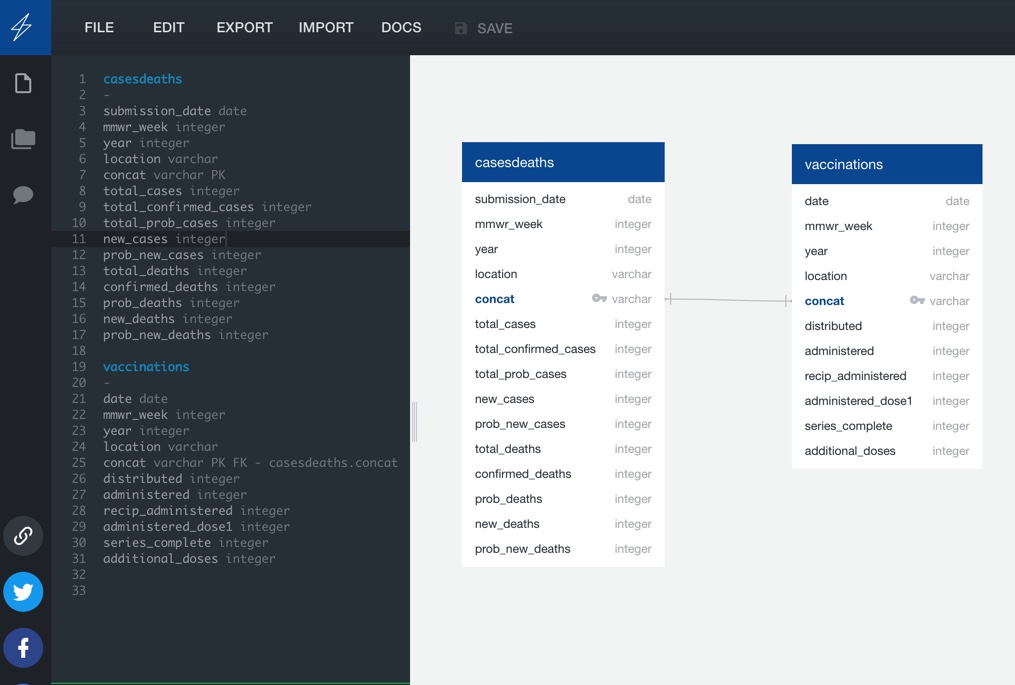 FILE EDIT EXPORT IMPORT DOCS SAVE
1 casesdeaths
2 -
3 submission_date date
4 mmwr_week integer
5 year integer
6 location varchar
7 concat varchar PK
8 total_cases integer
9 total_confirmed_cases integer
10 total_prob_cases integer
11 new_cases integer
12 prob_new_cases integer
13 total_deaths integer
14 confirmed_deaths integer
15 prob_deaths integer
16 new_deaths integer
17 prob_new_deaths integer
18
19 vaccinations
20 -
21 date date
22 mmwr_week integer
23 year integer
24 location varchar
25 concat varchar PK FK - casesdeaths.concat
26 distributed integer
27 administered integer
28 recip_administered integer
29 administered_dose1 integer
30 series_complete integer
31 additional_doses integer
32
33
casesdeaths
submission_date date
mmwr_week integer
year integer
location varchar
concat varchar
total_cases integer
total_confirmed_cases integer
total_prob_cases integer
new_cases integer
prob_new_cases integer
total_deaths integer
confirmed_deaths integer
prob_deaths integer
new_deaths integer
prob_new_deaths integer
vaccinations
date date
mmwr_week integer
year integer
location varchar
concat varchar
distributed integer
administered integer
recip_administered integer
administered_dose1 integer
series_complete integer
additional_doses integer